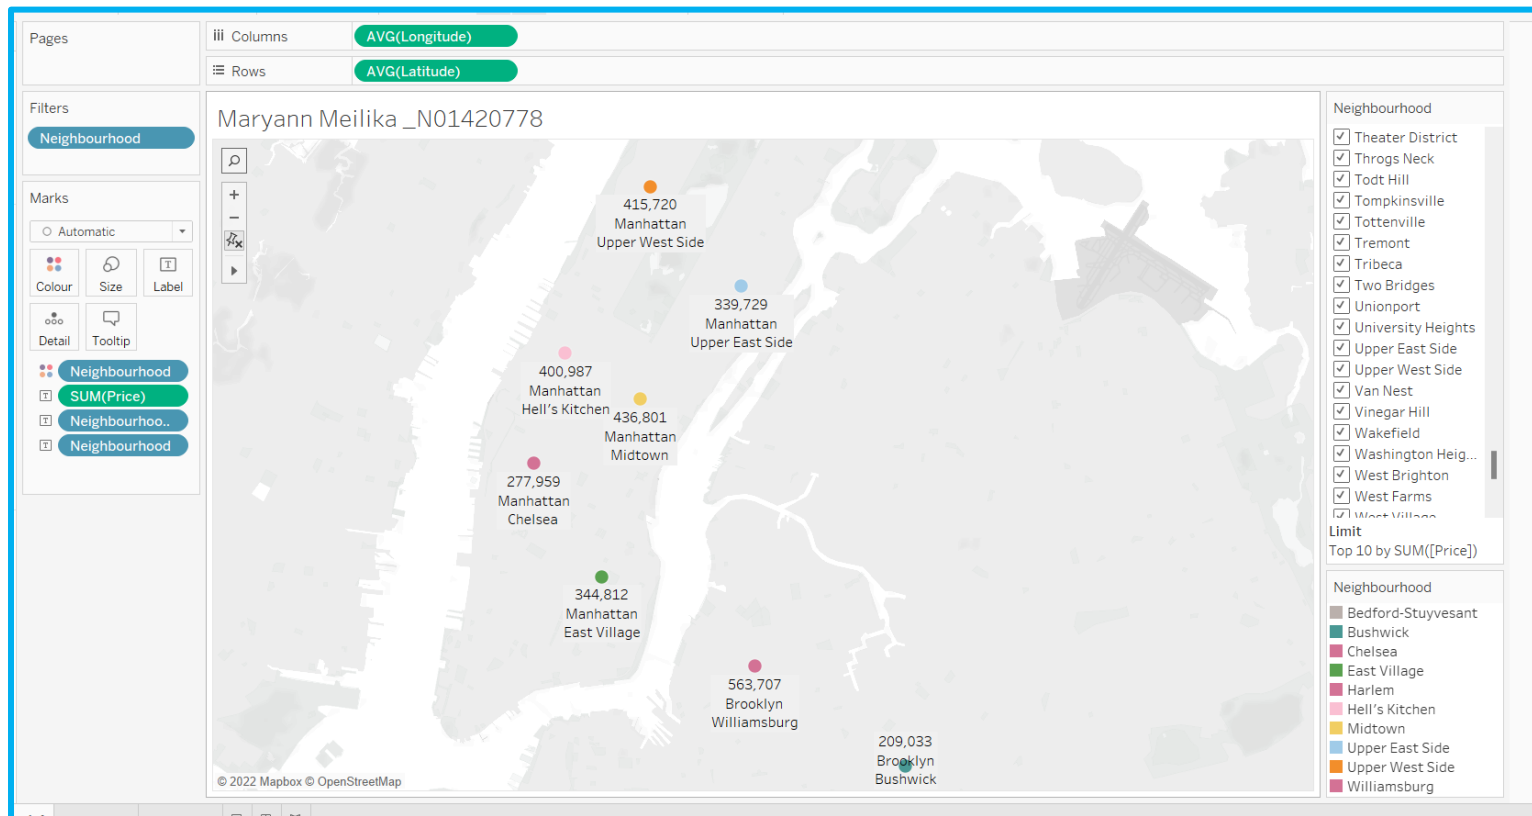 Pages
iii Columns
AVG(Longitude)
Rows
AVG(Latitude)
Filters
Neighbourhood
Marks
Automatic
Colour
Size
Label
Detail
Tooltip
Neighbourhood
SUM(Price)
Neighbourhoo..
Neighbourhood
Maryann Meilika _N01420778
415,720
Manhattan
Upper West Side
339,729
Manhattan
Upper East Side
400,987
Manhattan
Hell's Kitchen
436,801
Manhattan
Midtown
277,959
Manhattan
Chelsea
344,812
Manhattan
East Village
563,707
Brooklyn
Williamsburg
209,033
Brooklyn
Bushwick
© 2022 Mapbox © OpenStreetMap
Neighbourhood
Theater District
Throgs Neck
Todt Hill
Tompkinsville
Tottenville
Tremont
Tribeca
Two Bridges
Unionport
University Heights
Upper East Side
Upper West Side
Van Nest
Vinegar Hill
Wakefield
Washington Heig...
West Brighton
West Farms
West Village
Limit
Top 10 by SUM([Price])
Neighbourhood
Bedford-Stuyvesant
Bushwick
Chelsea
East Village
Harlem
Hell's Kitchen
Midtown
Upper East Side
Upper West Side
Williamsburg